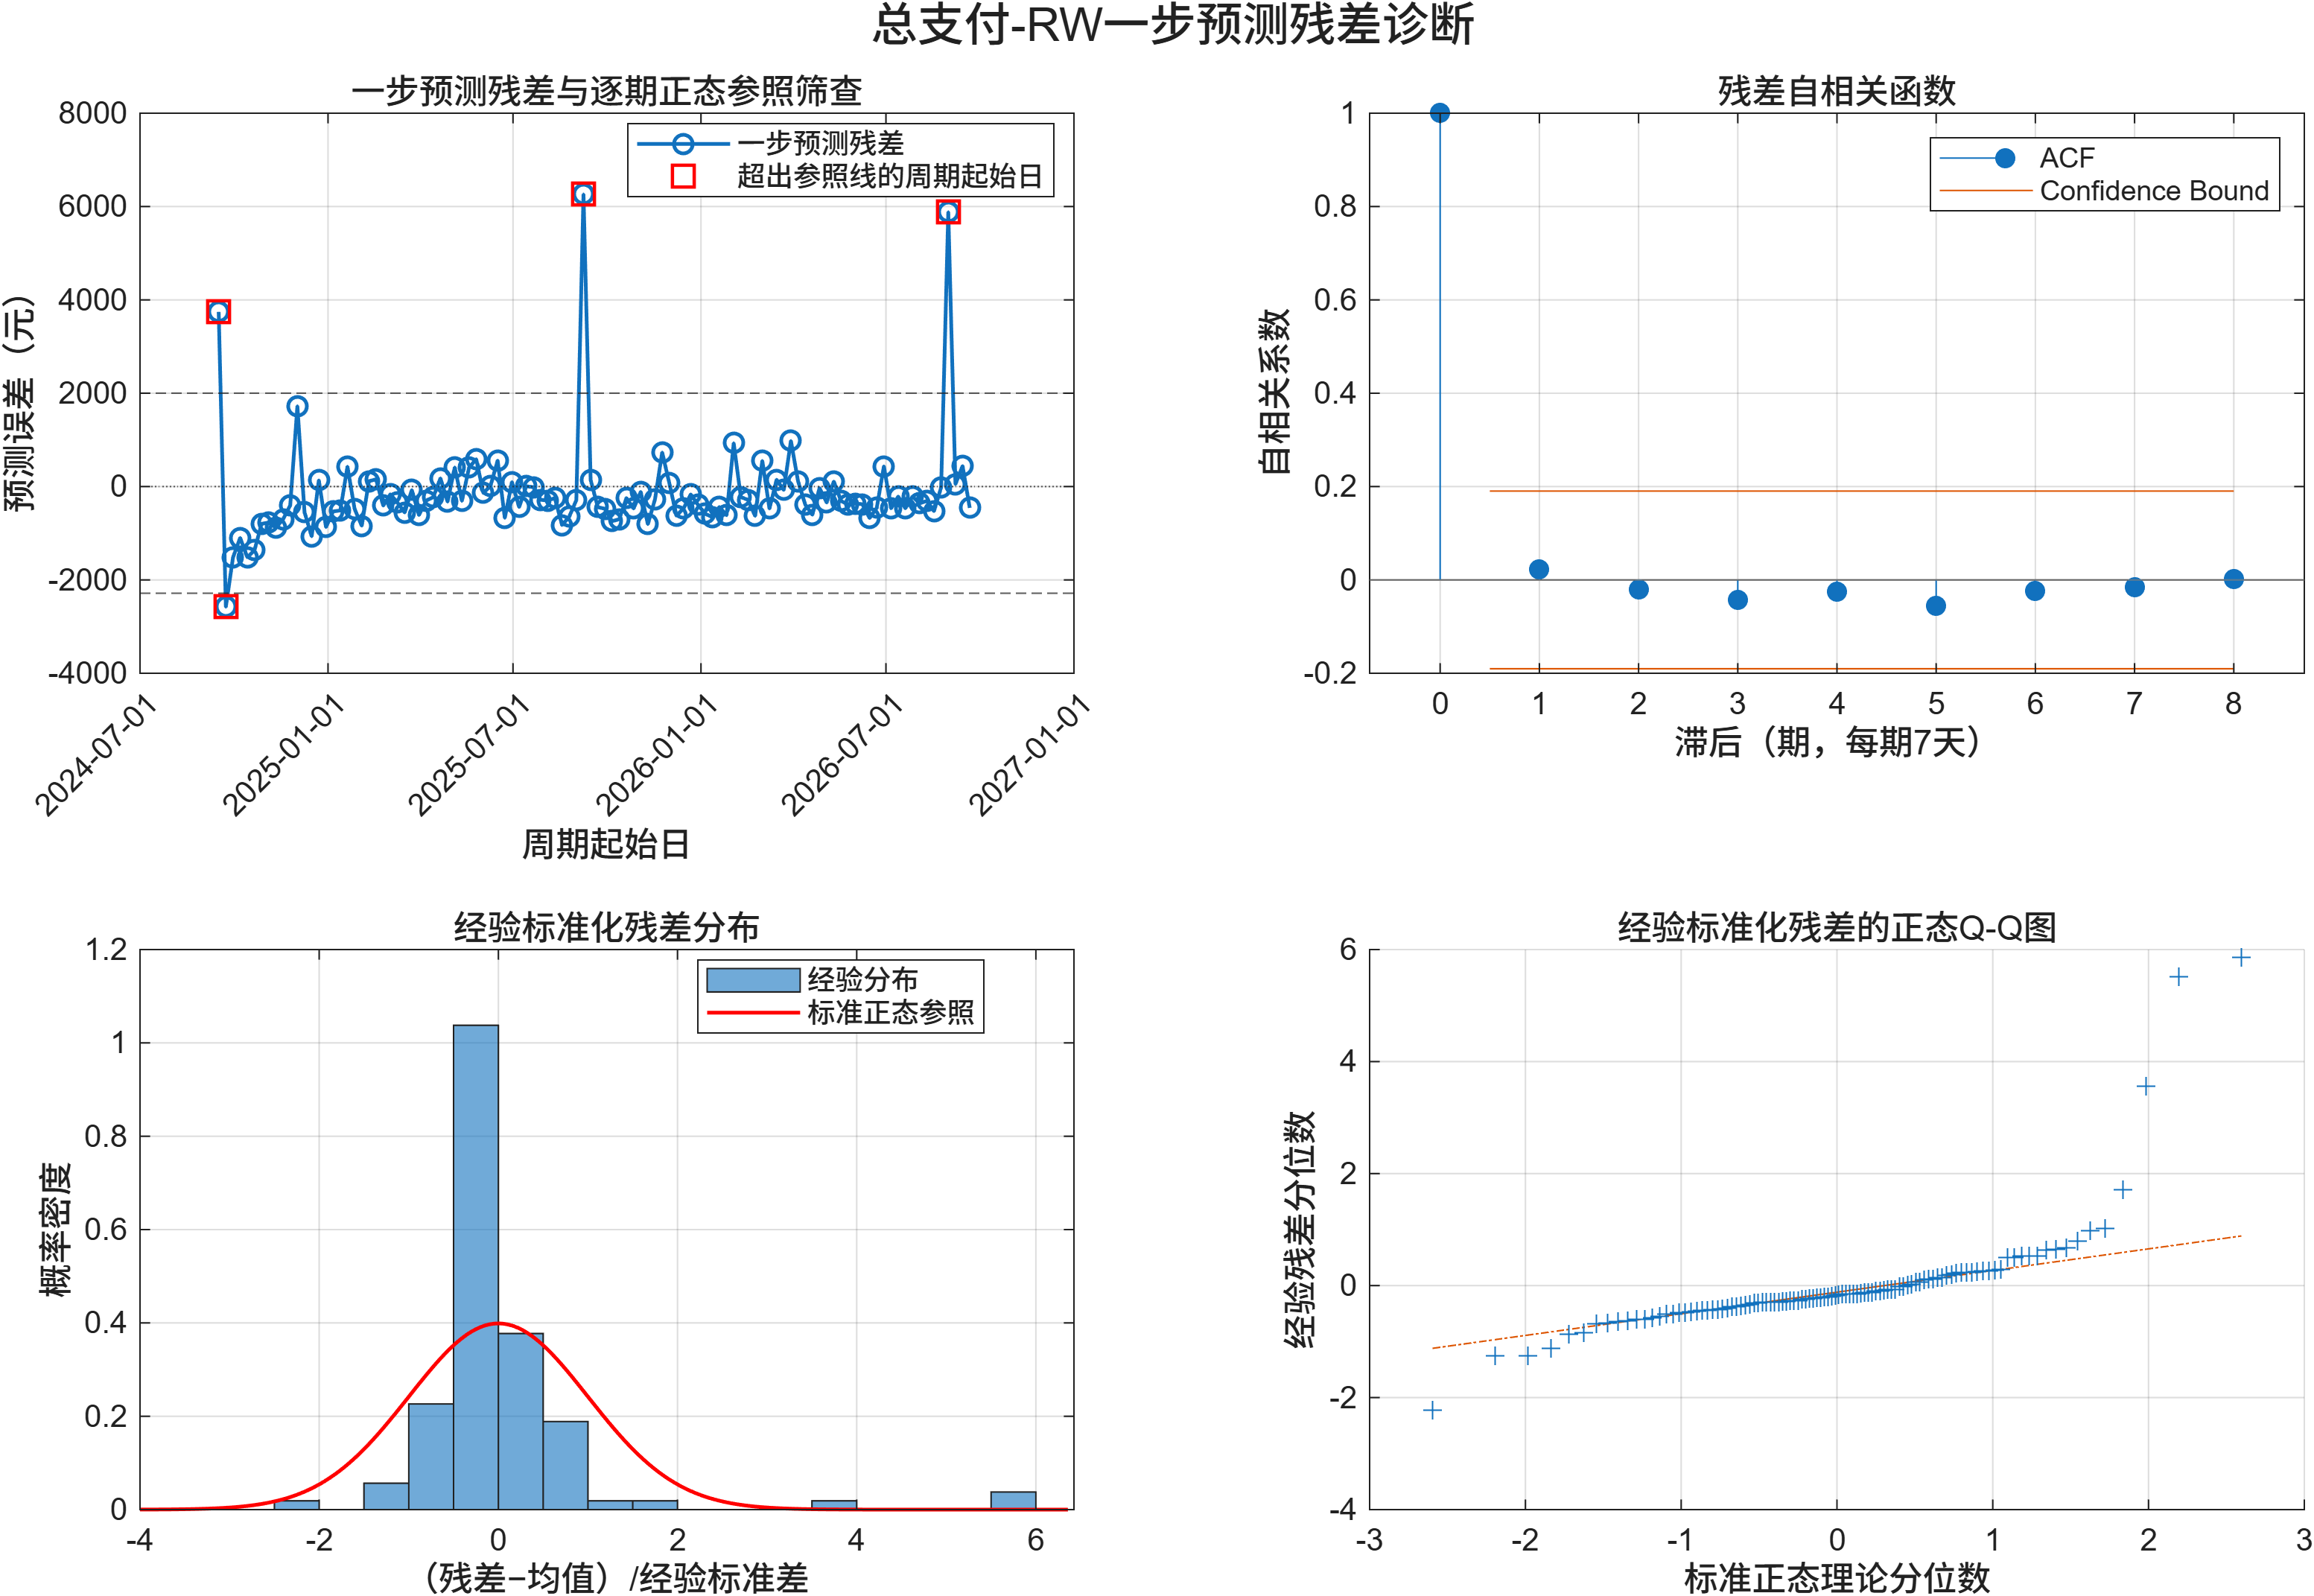 总支付-RW一步预测残差诊断
一步预测残差与逐期正态参照筛查
8000
6000
4000
2000
0
-2000
-4000
预测误差（元）
一步预测残差
超出参照线的周期起始日
2024-07-01
2025-01-01
2025-07-01
2026-01-01
2026-07-01
2027-01-01
周期起始日
残差自相关函数
1
0.8
0.6
0.4
0.2
0
-0.2
自相关系数
ACF
Confidence Bound
0 1 2 3 4 5 6 7 8
滞后（期，每期7天）
经验标准化残差分布
1.2
1
0.8
0.6
0.4
0.2
0
概率密度
经验分布
标准正态参照
-4 -2 0 2 4 6
（残差−均值）/经验标准差
经验标准化残差的正态Q-Q图
6
4
2
0
-2
-4
经验残差分位数
-3 -2 -1 0 1 2 3
标准正态理论分位数